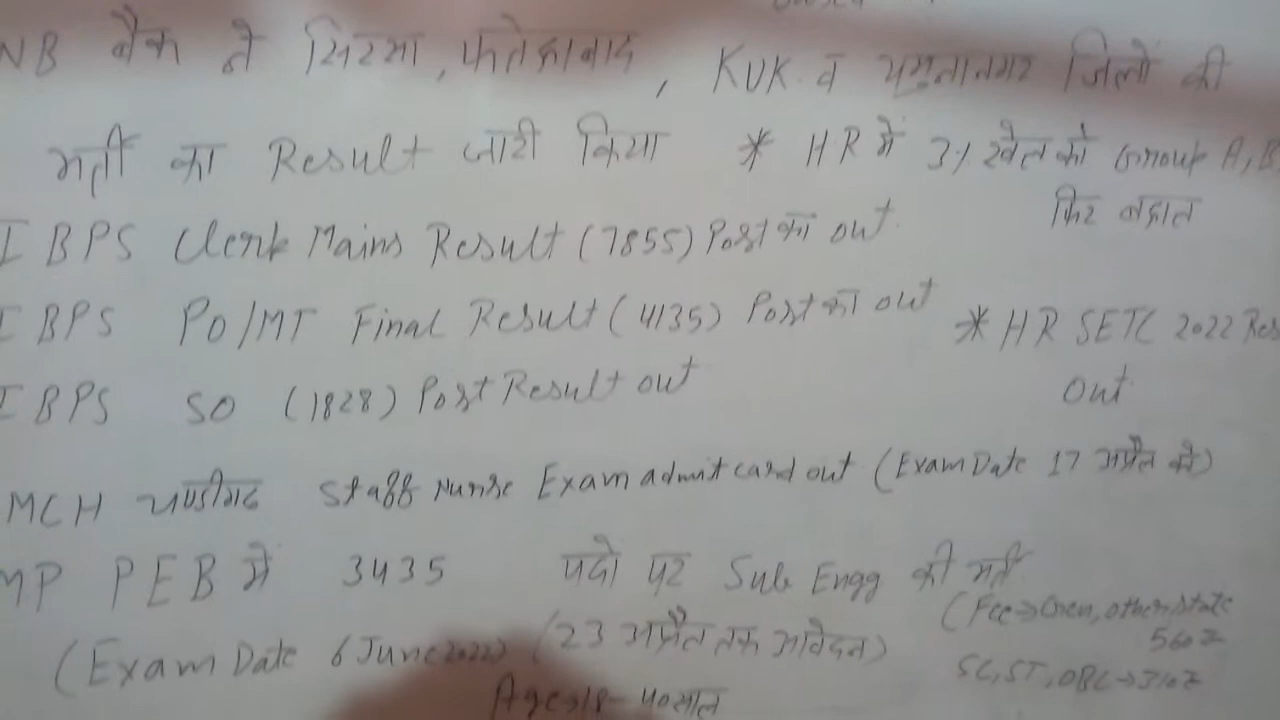 NB बैंक ने सिरसा, फतेहाबाद, KUK व यमुनानगर जिलों की
भर्ती का Result जारी किया * HR में 3% खेल कोटा Group A, B,
फिर बहाल
IBPS Clerk Mains Result (7855) Post का out
IBPS PO/MT Final Result (4135) Post का out
* HR SETC 2022 Res
out
IBPS SO (1828) Post Result out
MCH चण्डीगढ Staff Nurse Exam admit card out (Exam Date 17 अप्रैल को)
MP PEB में 3435 पदो पर Sub Engg की भर्ती
(Fee→Gen, other state
560₹
SC, ST, OBC→310₹
(Exam Date 6 June 2022) (23 अप्रैल तक आवेदन)
Age→18-40साल